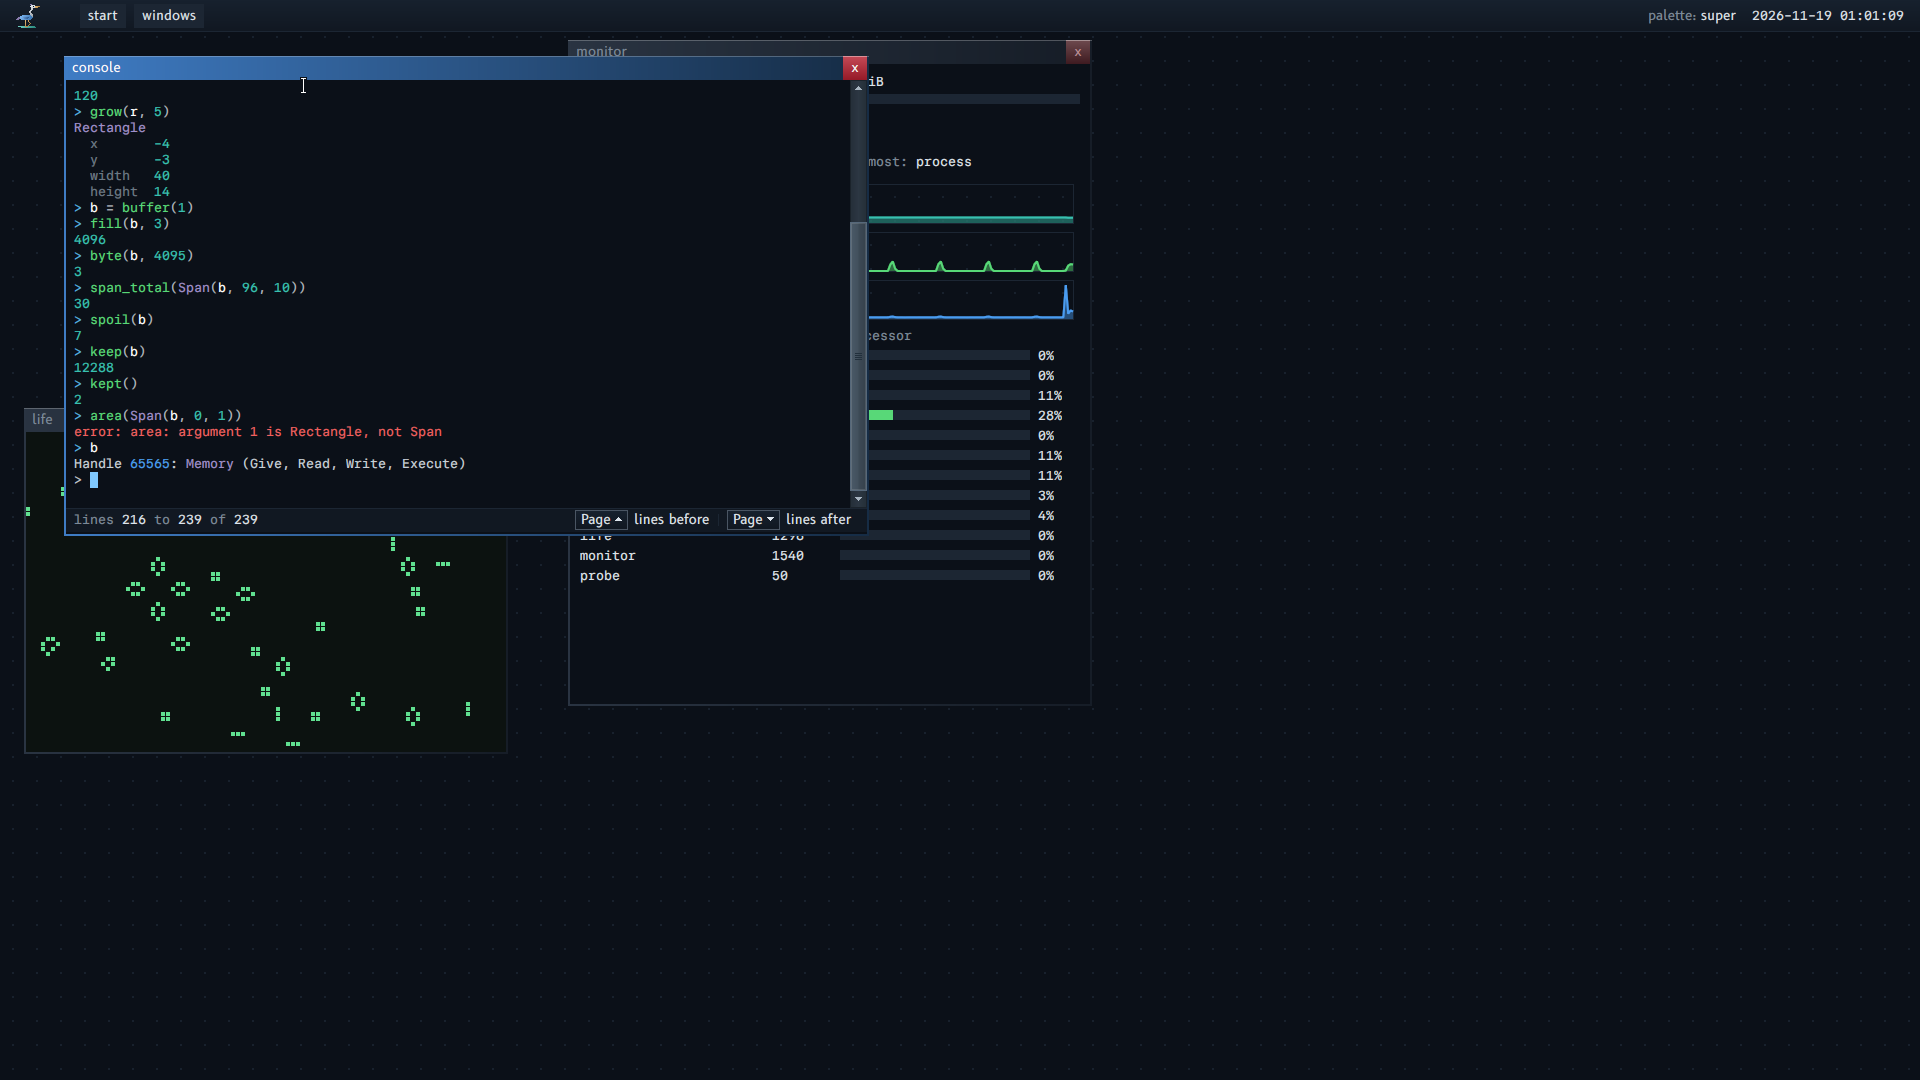 start windows palette: super 2026-11-19 01:01:09
monitor x
console x
iB
120
> grow(r, 5)
Rectangle
x -4
y -3
width 40
height 14
> b = buffer(1)
> fill(b, 3)
4096
> byte(b, 4095)
3
> span_total(Span(b, 96, 10))
30
> spoil(b)
7
> keep(b)
12288
> kept()
2
> area(Span(b, 0, 1))
error: area: argument 1 is Rectangle, not Span
> b
Handle 65565: Memory (Give, Read, Write, Execute)
>
lines 216 to 239 of 239 Page lines before Page lines after
most: process
cessor
0%
0%
11%
28%
0%
11%
11%
3%
4%
life 1296 0%
monitor 1540 0%
probe 50 0%
life